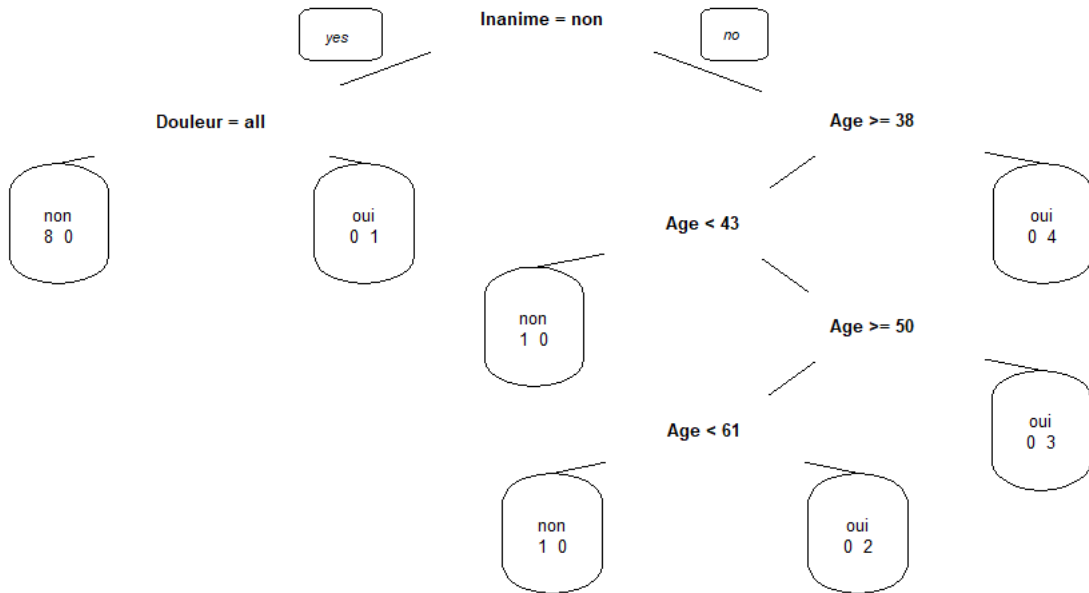 Inanime = non
yes
no
Douleur = all
Age >= 38
non
8 0
oui
0 1
Age < 43
oui
0 4
non
1 0
Age >= 50
Age < 61
oui
0 3
non
1 0
oui
0 2